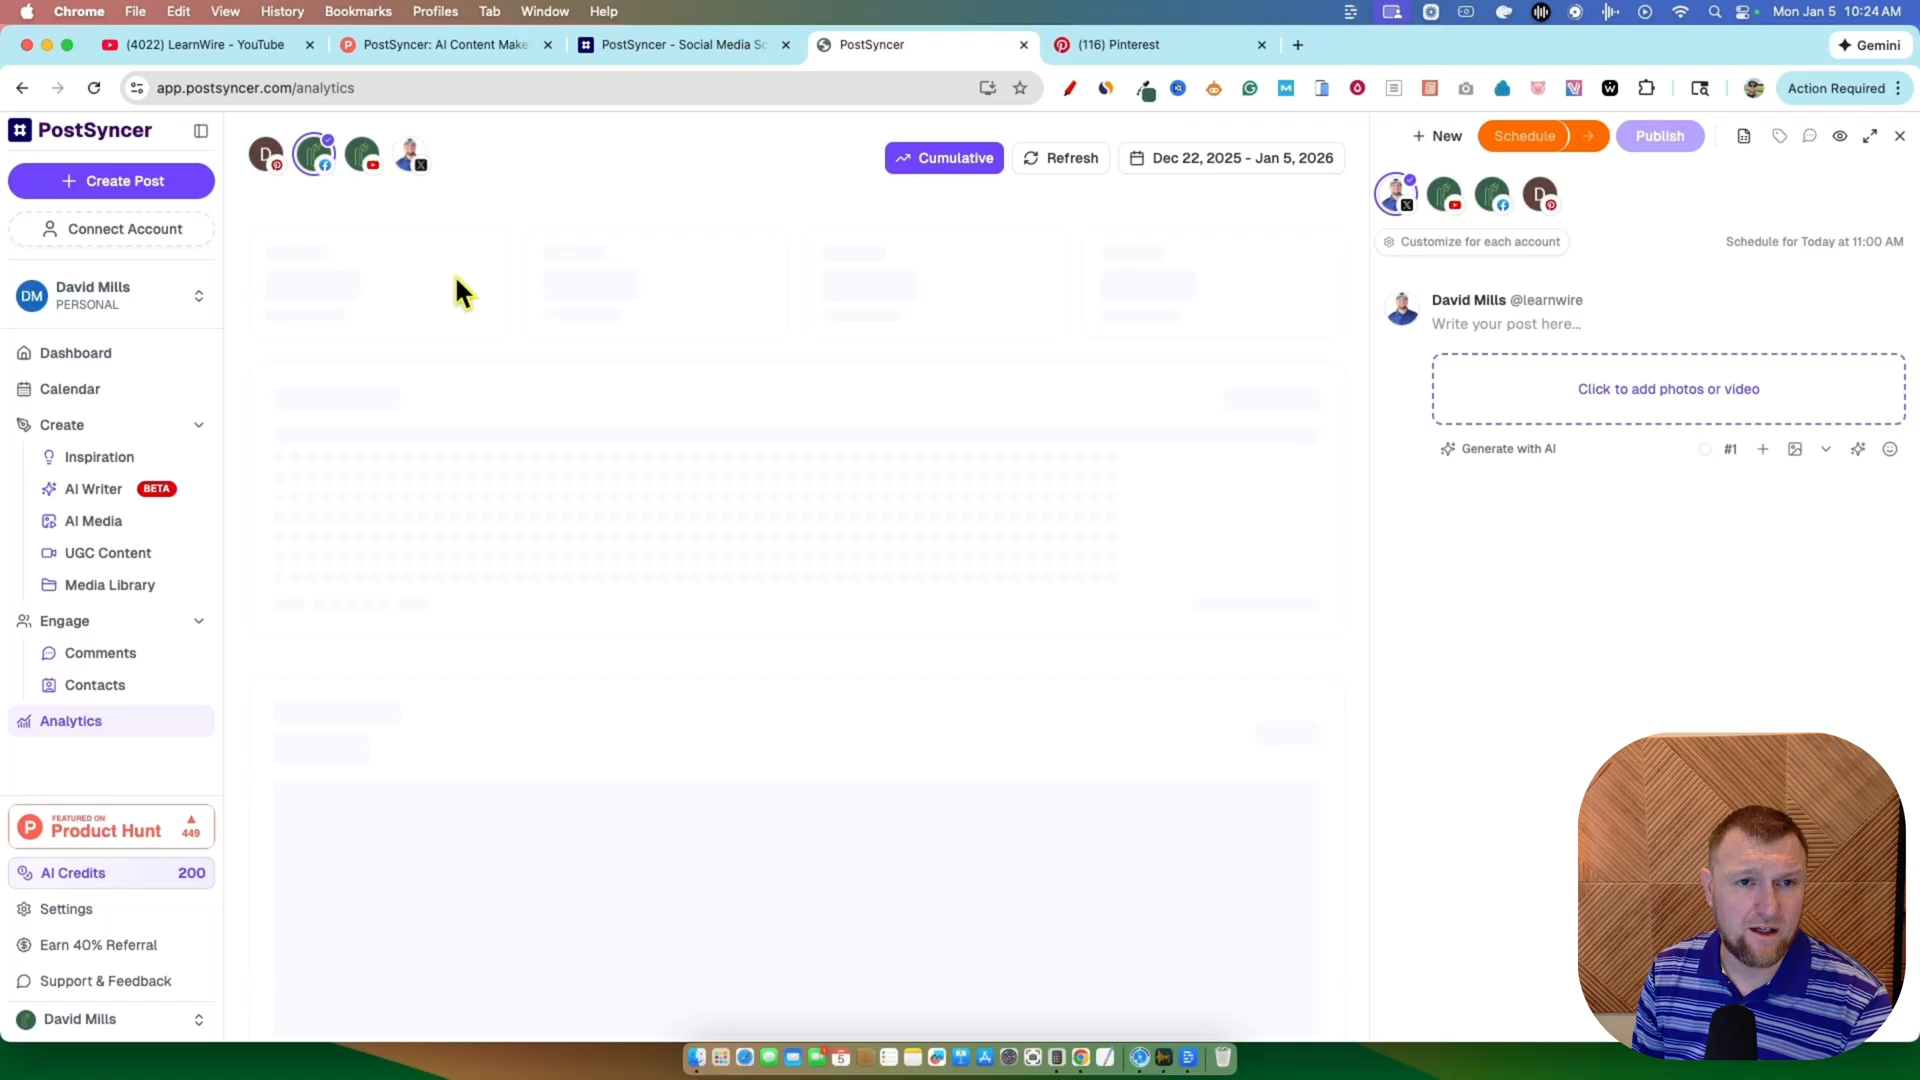 Chrome File Edit View History Bookmarks Profiles Tab Window Help
Mon Jan 5 10:24 AM
(4022) LearnWire - YouTube
PostSyncer: AI Content Make
PostSyncer - Social Media Sc
PostSyncer
(116) Pinterest
Gemini
app.postsyncer.com/analytics
Action Required
PostSyncer
Create Post
Connect Account
DM
David Mills
PERSONAL
Dashboard
Calendar
Create
Inspiration
AI Writer BETA
AI Media
UGC Content
Media Library
Engage
Comments
Contacts
Analytics
FEATURED ON
Product Hunt
449
AI Credits 200
Settings
Earn 40% Referral
Support & Feedback
David Mills
D
Cumulative
Refresh
Dec 22, 2025 - Jan 5, 2026
New
Schedule
Publish
D
Customize for each account
Schedule for Today at 11:00 AM
David Mills @learnwire
Write your post here...
Click to add photos or video
Generate with AI
#1